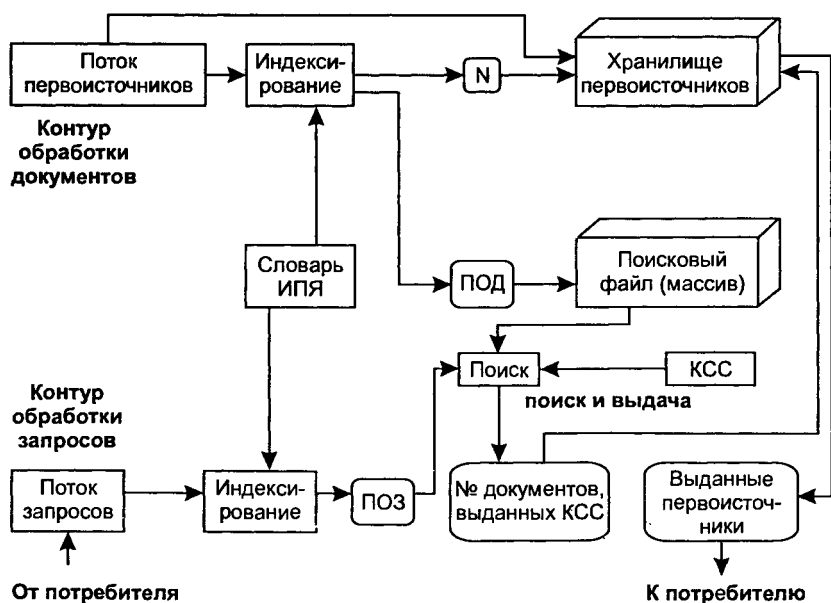 Поток
первоисточников
Индекси-
рование
N
Хранилище
первоисточников
Контур
обработки
документов
Словарь
ИПЯ
ПОД
Поисковый
файл (массив)
Поиск
КСС
поиск и выдача
Контур
обработки
запросов
Поток
запросов
Индекси-
рование
ПОЗ
№ документов,
выданных КСС
Выданные
первоисточ-
ники
От потребителя
К потребителю